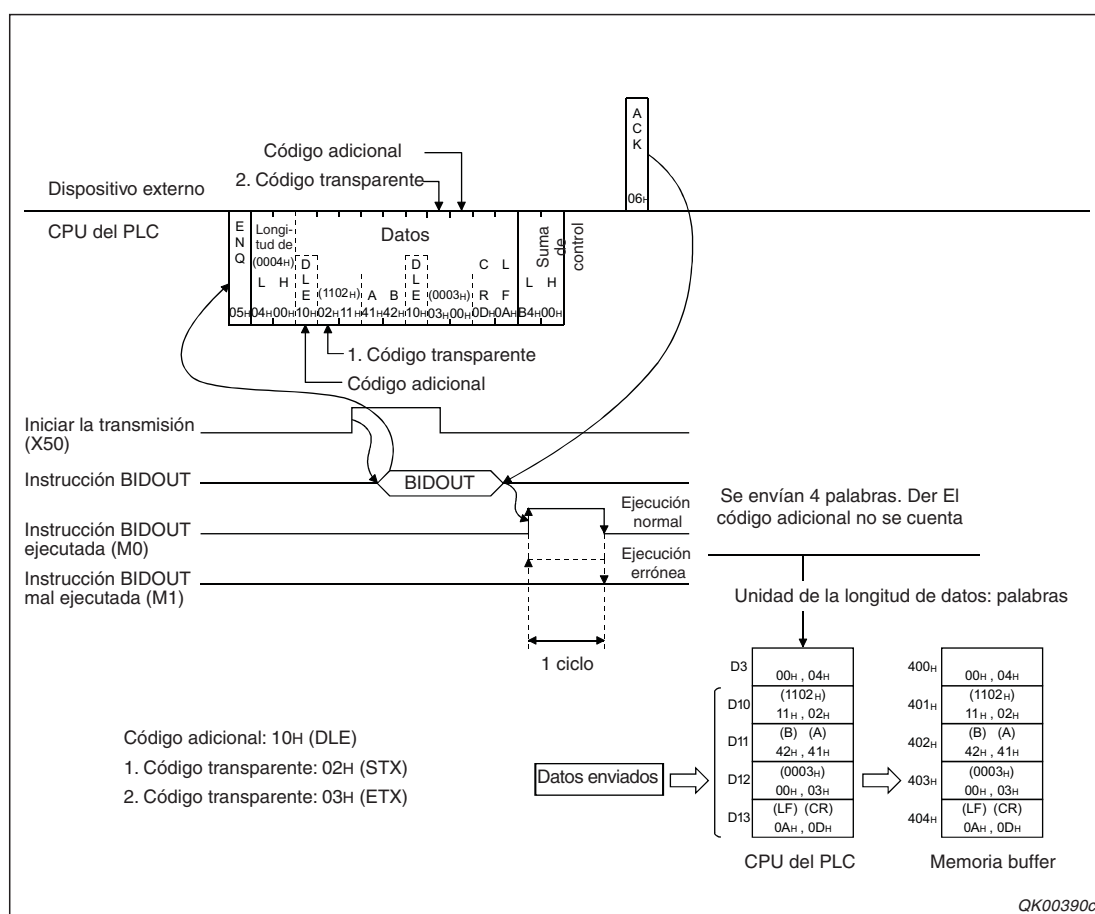 A
C
K
06H
Código adicional
2. Código transparente
Dispositivo externo
CPU del PLC
E
N
Q
Longi-
tud de
(0004H)
Datos
Suma
de
control
D
L
E
D
L
E
C L
L H
(1102H)
A B
(0003H)
R F
L H
05H 04H 00H 10H 02H 11H 41H 42H 10H 03H 00H 0DH 0AH B4H 00H
1. Código transparente
Código adicional
Iniciar la transmisión
(X50)
Instrucción BIDOUT
BIDOUT
Instrucción BIDOUT
ejecutada (M0)
Ejecución
normal
Instrucción BIDOUT
mal ejecutada (M1)
Ejecución
errónea
1 ciclo
Se envían 4 palabras. Der El
código adicional no se cuenta
Unidad de la longitud de datos: palabras
D3
00H , 04H
400H
00H , 04H
D10
(1102H)
11H , 02H
401H
(1102H)
11H , 02H
D11
(B) (A)
42H , 41H
402H
(B) (A)
42H , 41H
D12
(0003H)
00H , 03H
403H
(0003H)
00H , 03H
D13
(LF) (CR)
0AH , 0DH
404H
(LF) (CR)
0AH , 0DH
Datos enviados
CPU del PLC
Memoria buffer
Código adicional: 10H (DLE)
1. Código transparente: 02H (STX)
2. Código transparente: 03H (ETX)
QK00390c